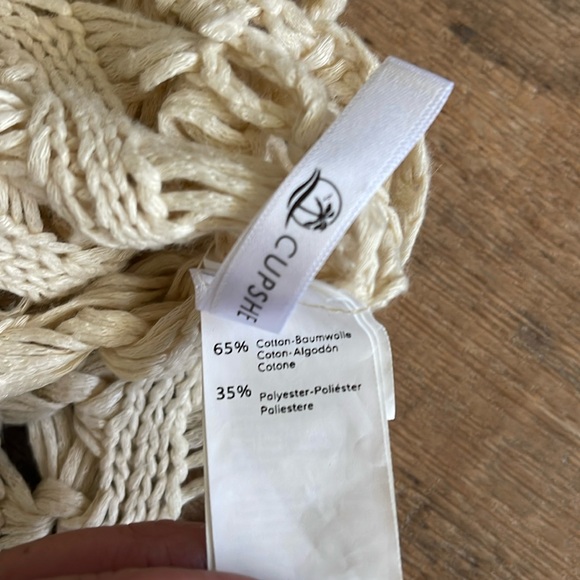 CUPSHE
65% Cotton-Baumwolle
Coton-Algodón
Cotone
35% Polyester-Poliéster
Poliestere